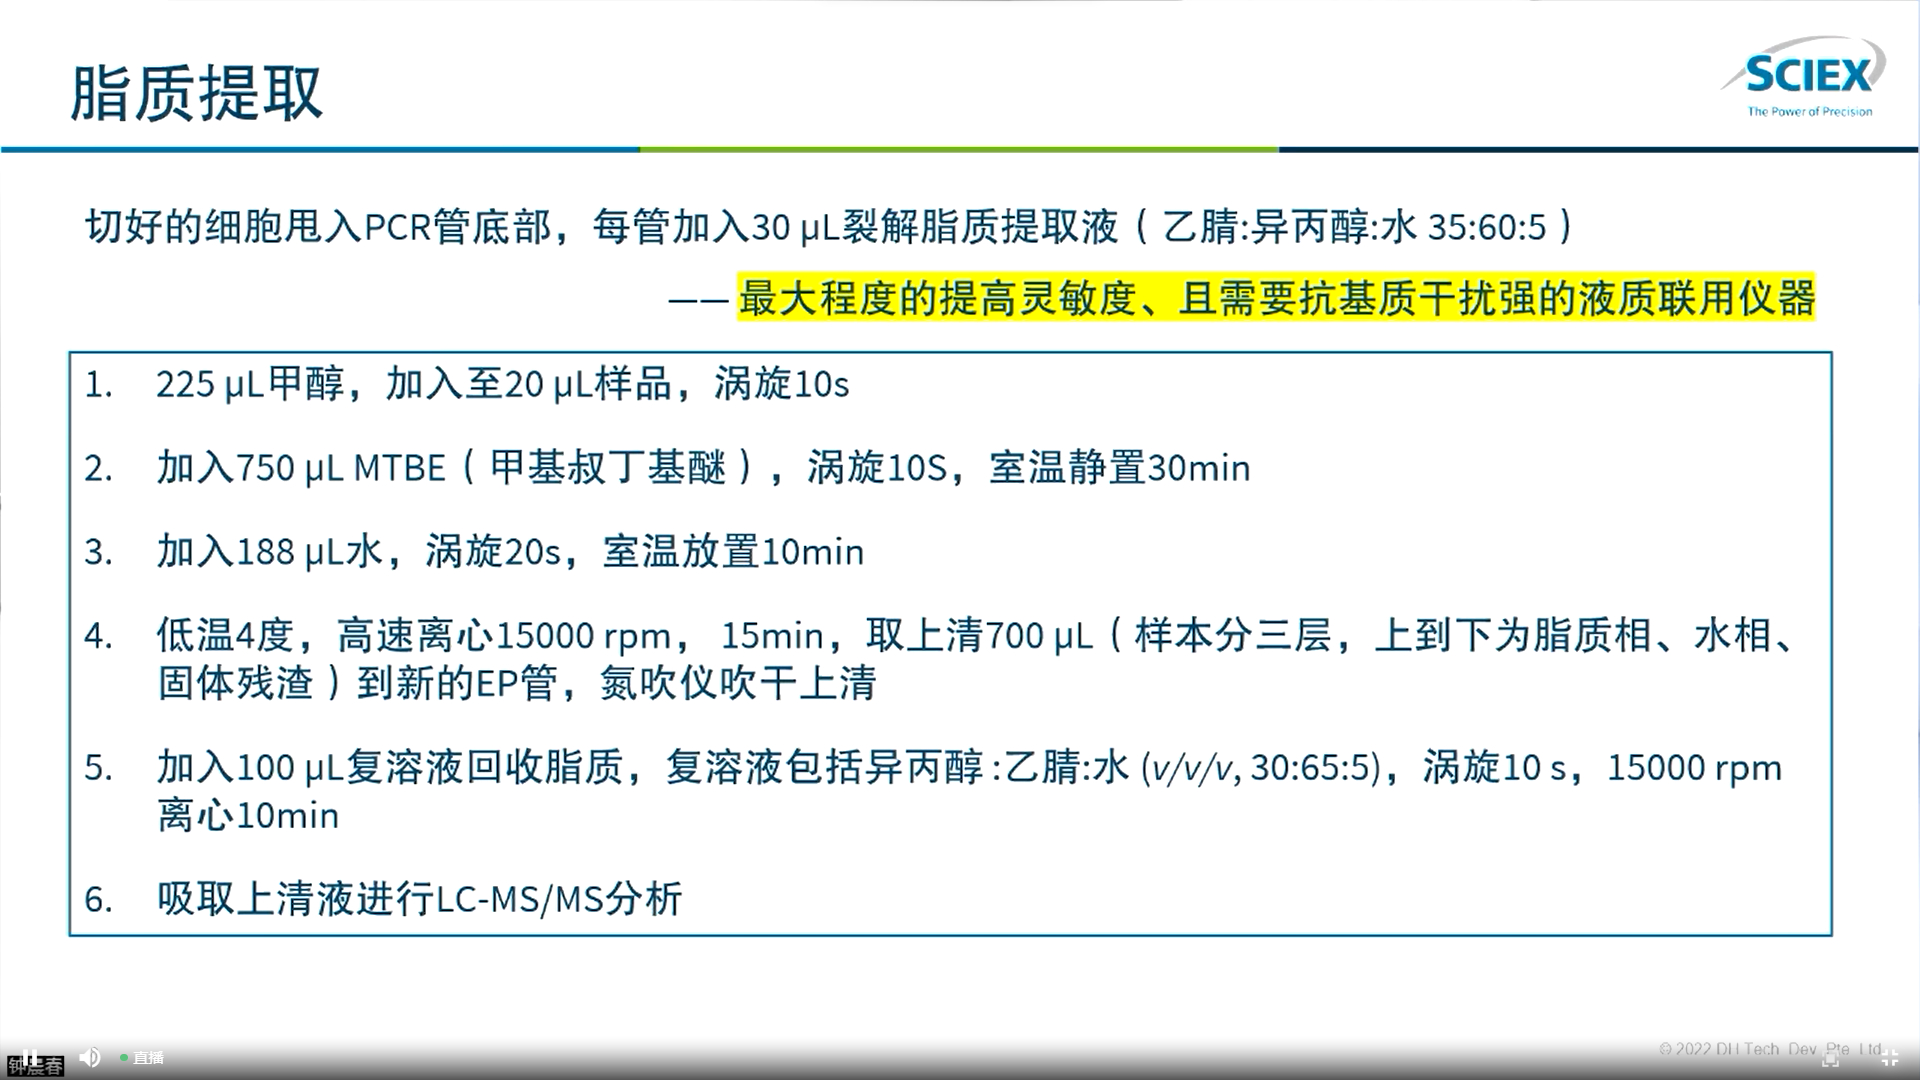 脂质提取
SCIEX
The Power of Precision
切好的细胞甩入PCR管底部，每管加入30 μL裂解脂质提取液（乙腈:异丙醇:水 35:60:5）
—— 最大程度的提高灵敏度、且需要抗基质干扰强的液质联用仪器
1. 225 μL甲醇，加入至20 μL样品，涡旋10s
2. 加入750 μL MTBE（甲基叔丁基醚），涡旋10S，室温静置30min
3. 加入188 μL水，涡旋20s，室温放置10min
4. 低温4度，高速离心15000 rpm， 15min，取上清700 μL（样本分三层，上到下为脂质相、水相、
固体残渣）到新的EP管，氮吹仪吹干上清
5. 加入100 μL复溶液回收脂质，复溶液包括异丙醇 :乙腈:水 (v/v/v, 30:65:5)，涡旋10 s，15000 rpm
离心10min
6. 吸取上清液进行LC-MS/MS分析
钟晨春
直播
© 2022 DH Tech. Dev. Pte. Ltd.